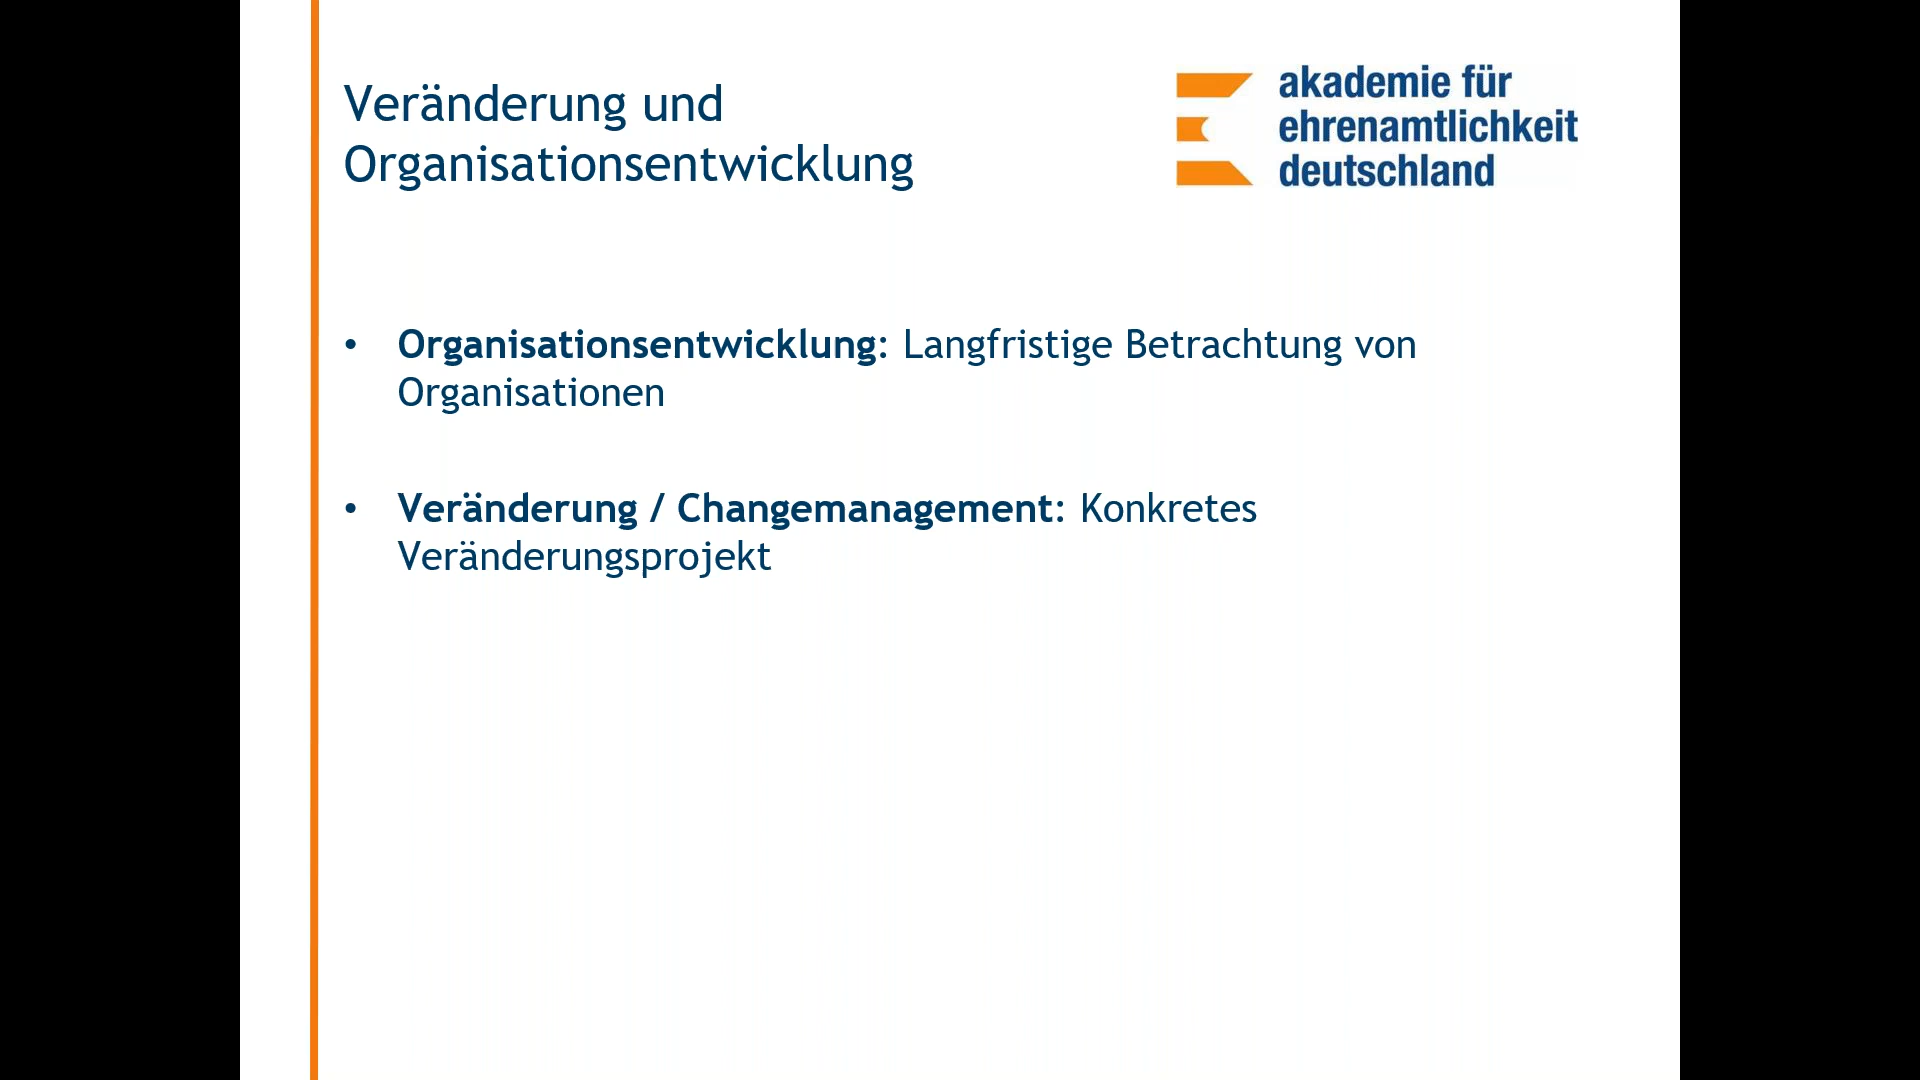 Veränderung und
Organisationsentwicklung
akademie für
ehrenamtlichkeit
deutschland
• Organisationsentwicklung: Langfristige Betrachtung von
Organisationen
• Veränderung / Changemanagement: Konkretes
Veränderungsprojekt